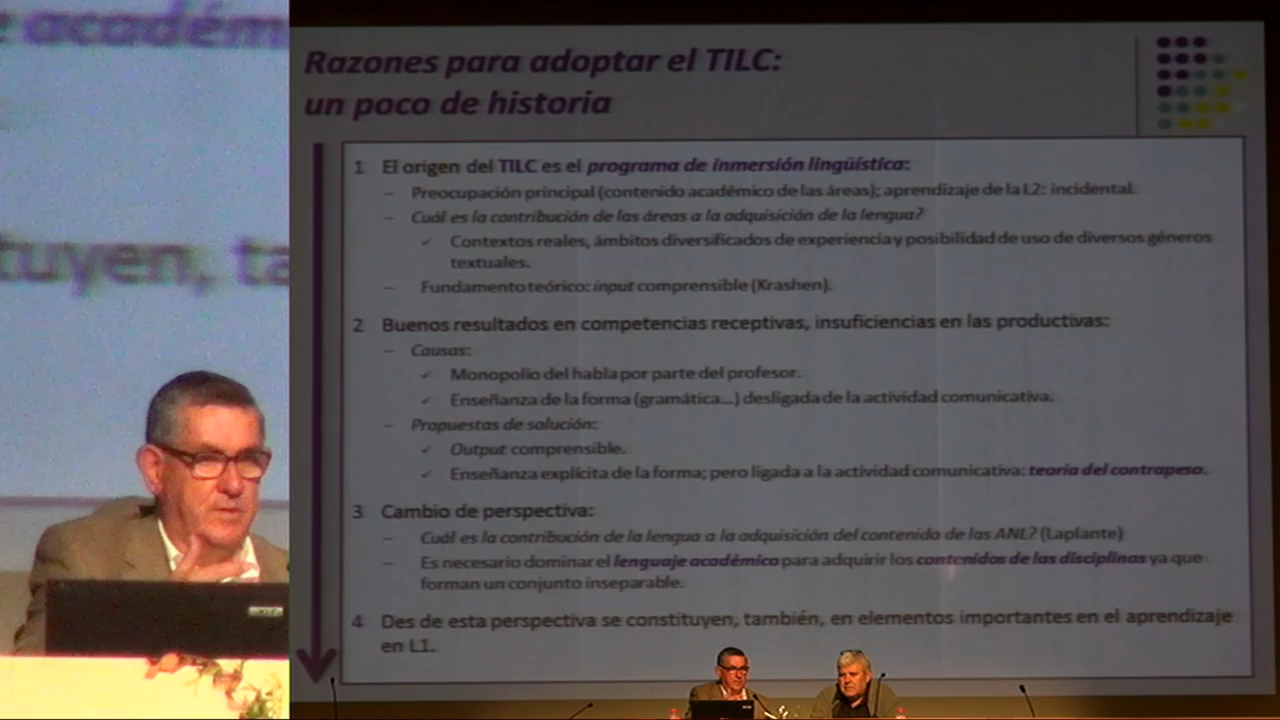 académ
tuyen, ta
Razones para adoptar el TILC:
un poco de historia
1 El origen del TILC es el programa de inmersión lingüística:
– Preocupación principal (contenido académico de las áreas); aprendizaje de la L2: incidental.
– Cuál es la contribución de las áreas a la adquisición de la lengua?
✓ Contextos reales, ámbitos diversificados de experiencia y posibilidad de uso de diversos géneros
textuales.
– Fundamento teórico: input comprensible (Krashen).
2 Buenos resultados en competencias receptivas, insuficiencias en las productivas:
– Causas:
✓ Monopolio del habla por parte del profesor.
✓ Enseñanza de la forma (gramática...) desligada de la actividad comunicativa.
– Propuestas de solución:
✓ Output comprensible.
✓ Enseñanza explícita de la forma; pero ligada a la actividad comunicativa: teoría del contrapeso.
3 Cambio de perspectiva:
– Cuál es la contribución de la lengua a la adquisición del contenido de las ANL? (Laplante)
– Es necesario dominar el lenguaje académico para adquirir los contenidos de las disciplinas ya que
forman un conjunto inseparable.
4 Des de esta perspectiva se constituyen, también, en elementos importantes en el aprendizaje
en L1.